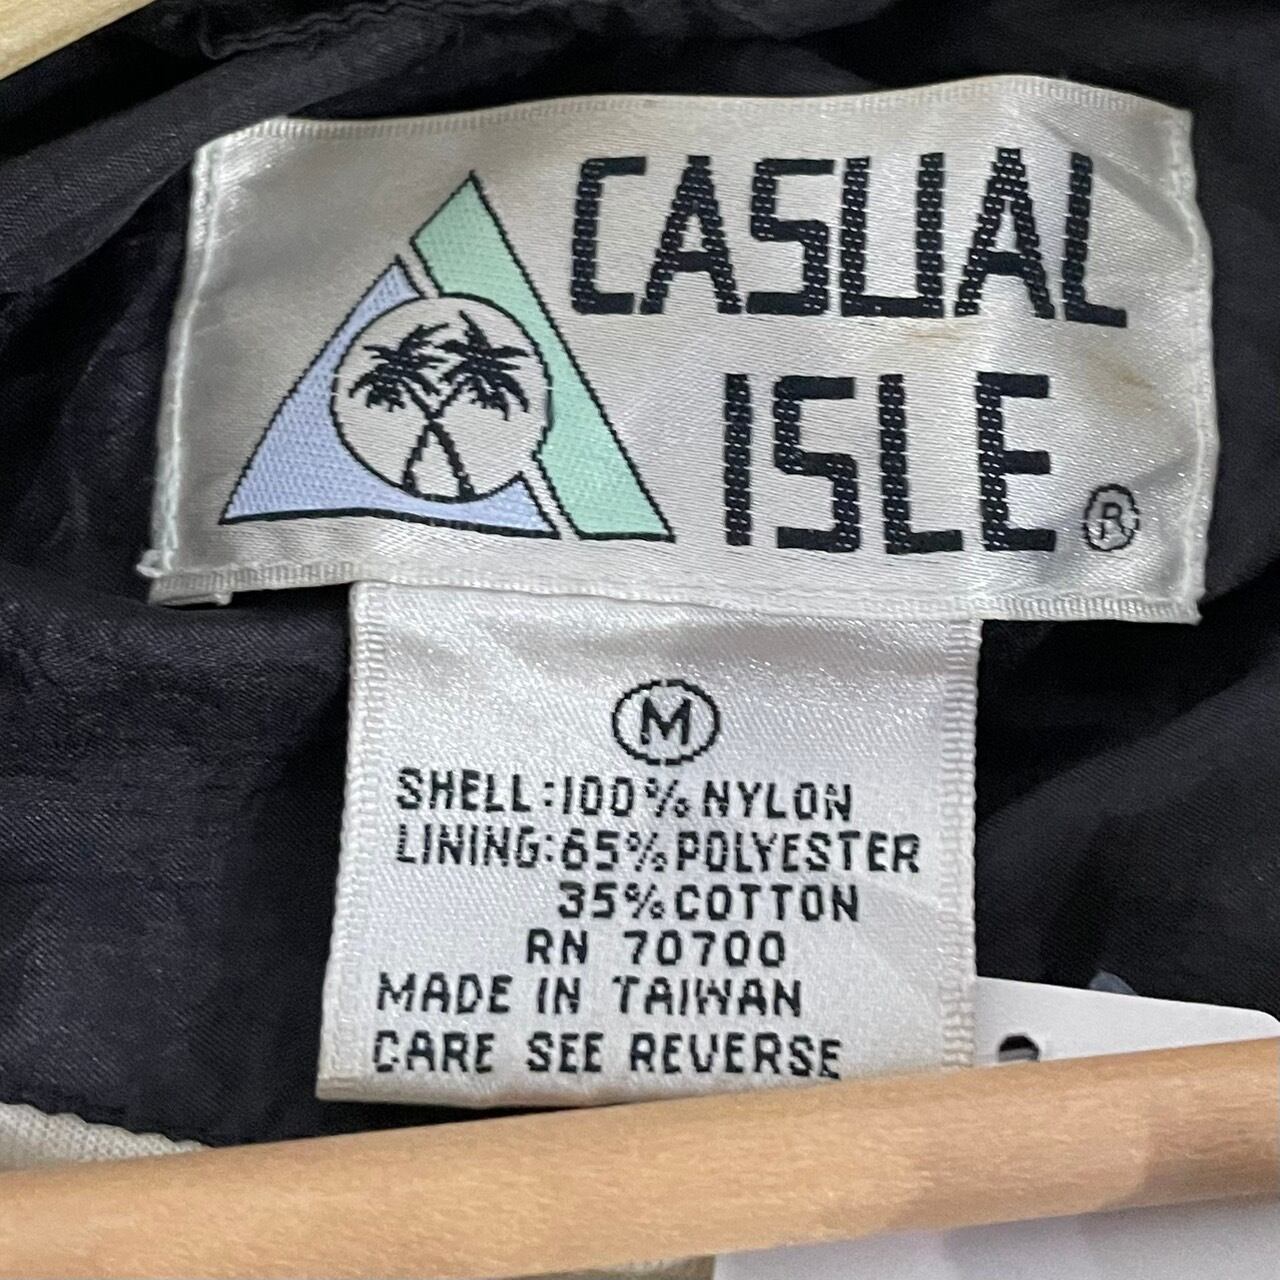 CASUAL
ISLE ®
M
SHELL:100% NYLON
LINING:65% POLYESTER
35% COTTON
RN 70700
MADE IN TAIWAN
CARE SEE REVERSE